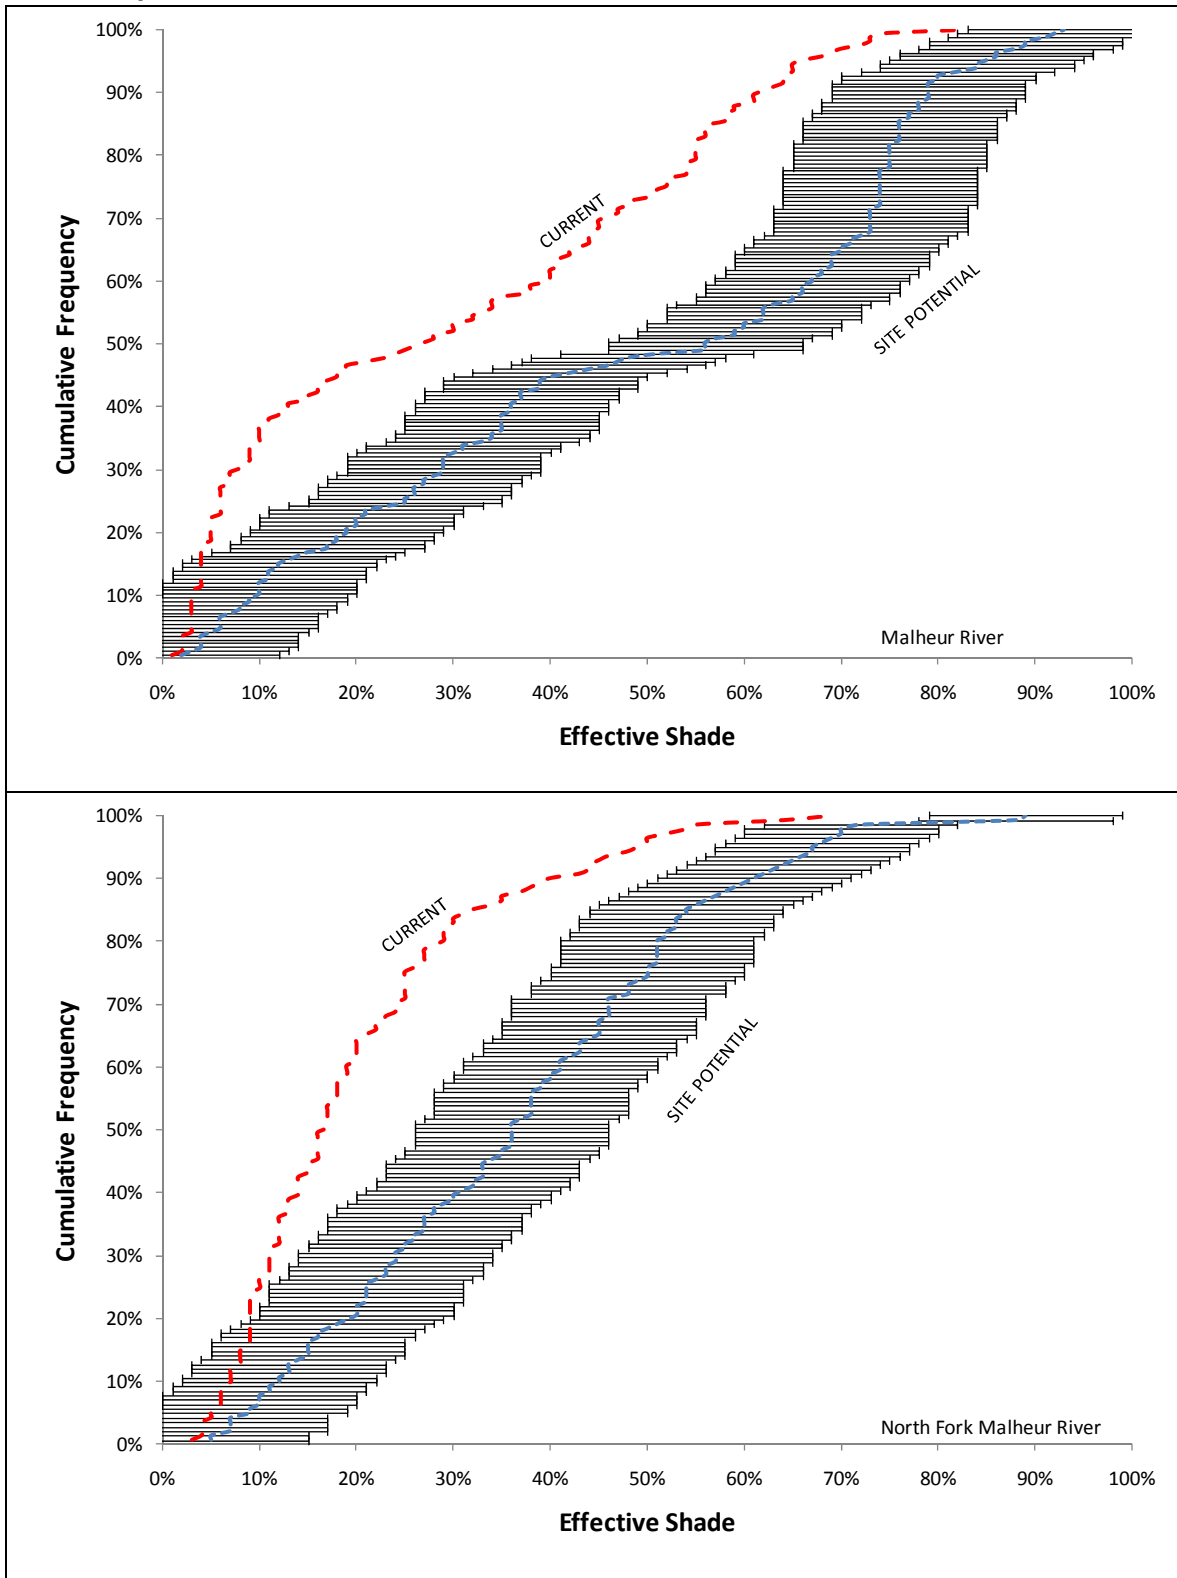 100%
90%
80%
70%
60%
50%
40%
30%
20%
10%
0%
Cumulative Frequency
CURRENT
SITE POTENTIAL
Malheur River
0% 10% 20% 30% 40% 50% 60% 70% 80% 90% 100%
Effective Shade
100%
90%
80%
70%
60%
50%
40%
30%
20%
10%
0%
Cumulative Frequency
CURRENT
SITE POTENTIAL
North Fork Malheur River
0% 10% 20% 30% 40% 50% 60% 70% 80% 90% 100%
Effective Shade